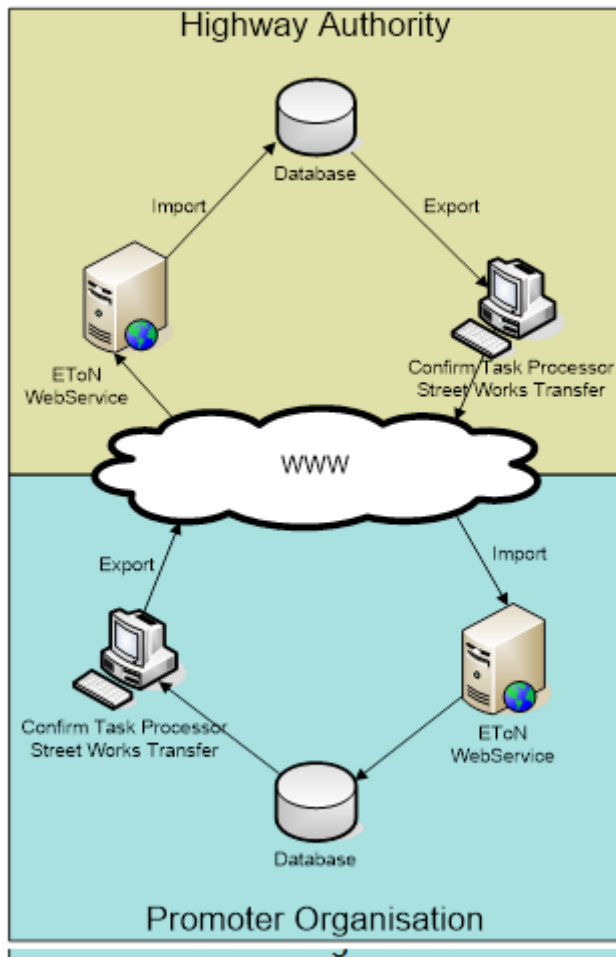 Highway Authority
Database
Import
Export
EToN
WebService
Confirm Task Processor
Street Works Transfer
WWW
Export
Import
Confirm Task Processor
Street Works Transfer
EToN
WebService
Database
Promoter Organisation